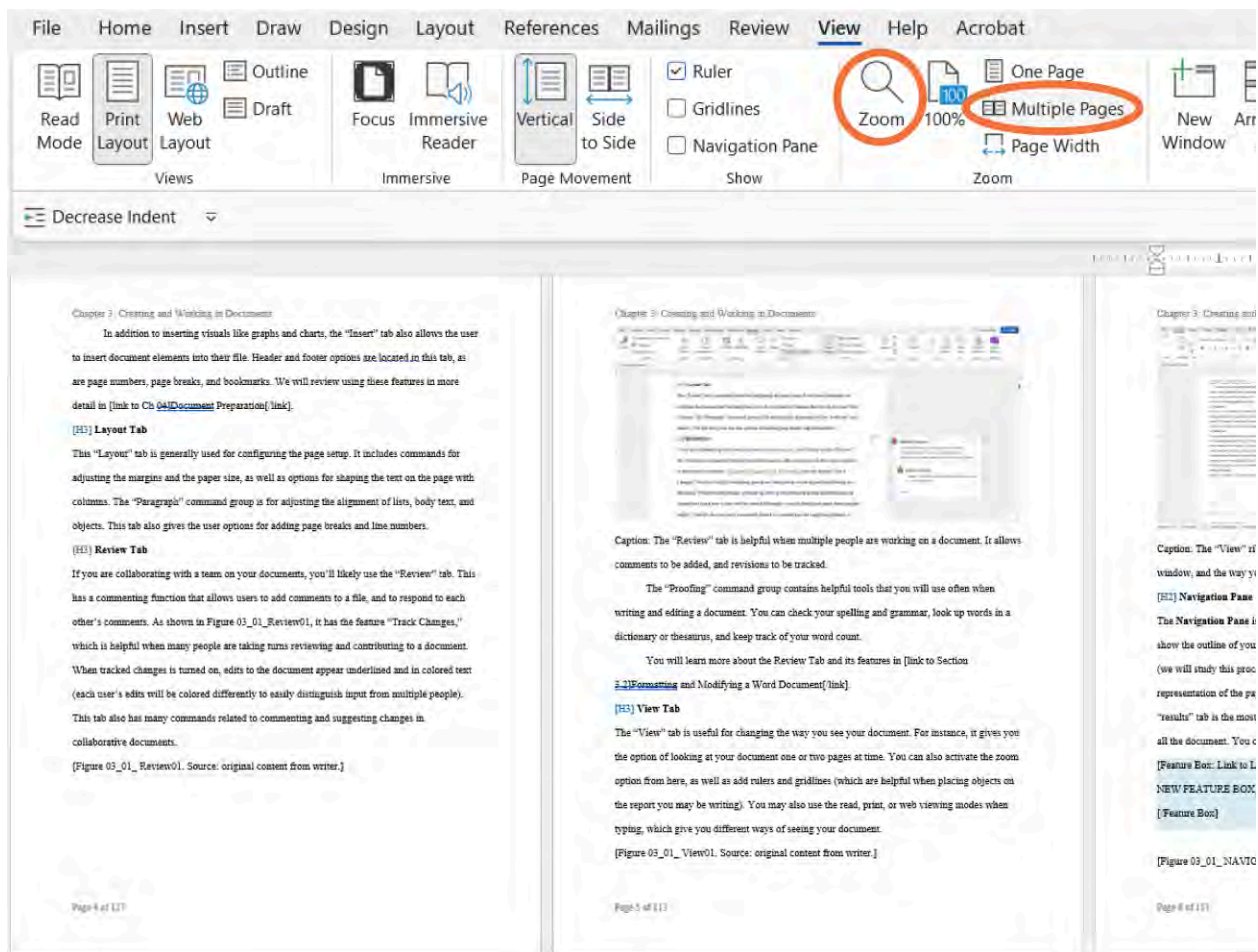 File Home Insert Draw Design Layout References Mailings Review View Help Acrobat
Read Mode
Print Layout
Web Layout
Outline
Draft
Views
Focus
Immersive Reader
Immersive
Vertical
Side to Side
Page Movement
Ruler
Gridlines
Navigation Pane
Show
Zoom
100
100%
One Page
Multiple Pages
Page Width
Zoom
New Window
Arr
Decrease Indent
Chapter 3: Creating and Working in Documents
In addition to inserting visuals like graphs and charts, the “Insert” tab also allows the user
to insert document elements into their file. Header and footer options are located in this tab, as
are page numbers, page breaks, and bookmarks. We will review using these features in more
detail in [link to Ch 04]Document Preparation[/link].
[H3] Layout Tab
This “Layout” tab is generally used for configuring the page setup. It includes commands for
adjusting the margins and the paper size, as well as options for shaping the text on the page with
columns. The “Paragraph” command group is for adjusting the alignment of lists, body text, and
objects. This tab also gives the user options for adding page breaks and line numbers.
[H3] Review Tab
If you are collaborating with a team on your documents, you’ll likely use the “Review” tab. This
has a commenting function that allows users to add comments to a file, and to respond to each
other’s comments. As shown in Figure 03_01_Review01, it has the feature “Track Changes,”
which is helpful when many people are taking turns reviewing and contributing to a document.
When tracked changes is turned on, edits to the document appear underlined and in colored text
(each user’s edits will be colored differently to easily distinguish input from multiple people).
This tab also has many commands related to commenting and suggesting changes in
collaborative documents.
[Figure 03_01_ Review01. Source: original content from writer.]
Page 4 of
Chapter 3: Creating and Working in Documents
Caption: The “Review” tab is helpful when multiple people are working on a document. It allows
comments to be added, and revisions to be tracked.
The “Proofing” command group contains helpful tools that you will use often when
writing and editing a document. You can check your spelling and grammar, look up words in a
dictionary or thesaurus, and keep track of your word count.
You will learn more about the Review Tab and its features in [link to Section
3.2]Formatting and Modifying a Word Document[/link].
[H3] View Tab
The “View” tab is useful for changing the way you see your document. For instance, it gives you
the option of looking at your document one or two pages at time. You can also activate the zoom
option from here, as well as add rulers and gridlines (which are helpful when placing objects on
the report you may be writing). You may also use the read, print, or web viewing modes when
typing, which give you different ways of seeing your document.
[Figure 03_01_ View01. Source: original content from writer.]
Page 5 of 113
Chapter 3: Creating and
Caption: The “View” ri
window, and the way yo
[H2] Navigation Pane
The Navigation Pane is
show the outline of your
(we will study this proc
representation of the pa
“results” tab is the most
all the document. You c
[Feature Box: Link to L
NEW FEATURE BOX
[/Feature Box]
[Figure 03_01_ NAVIG
Page 6 of 113